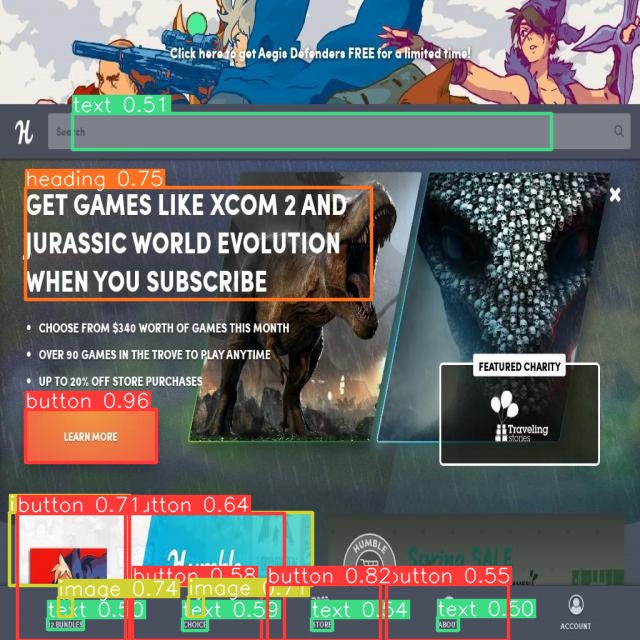 Click here to get Aegis Defenders FREE for a limited time!
text 0.51
Search
heading 0.75
GET GAMES LIKE XCOM 2 AND
JURASSIC WORLD EVOLUTION
WHEN YOU SUBSCRIBE
CHOOSE FROM $340 WORTH OF GAMES THIS MONTH
OVER 90 GAMES IN THE TROVE TO PLAY ANYTIME
UP TO 20% OFF STORE PURCHASES
FEATURED CHARITY
Traveling
stories
button 0.96
LEARN MORE
button 0.71
button 0.64
Humble
HUMBLE
Spring SALE
button 0.58
button 0.82
button 0.55
image 0.74
image 0.71
text 0.50
text 0.59
text 0.54
text 0.50
BUNDLES
CHOICE
STORE
ABOUT
ACCOUNT